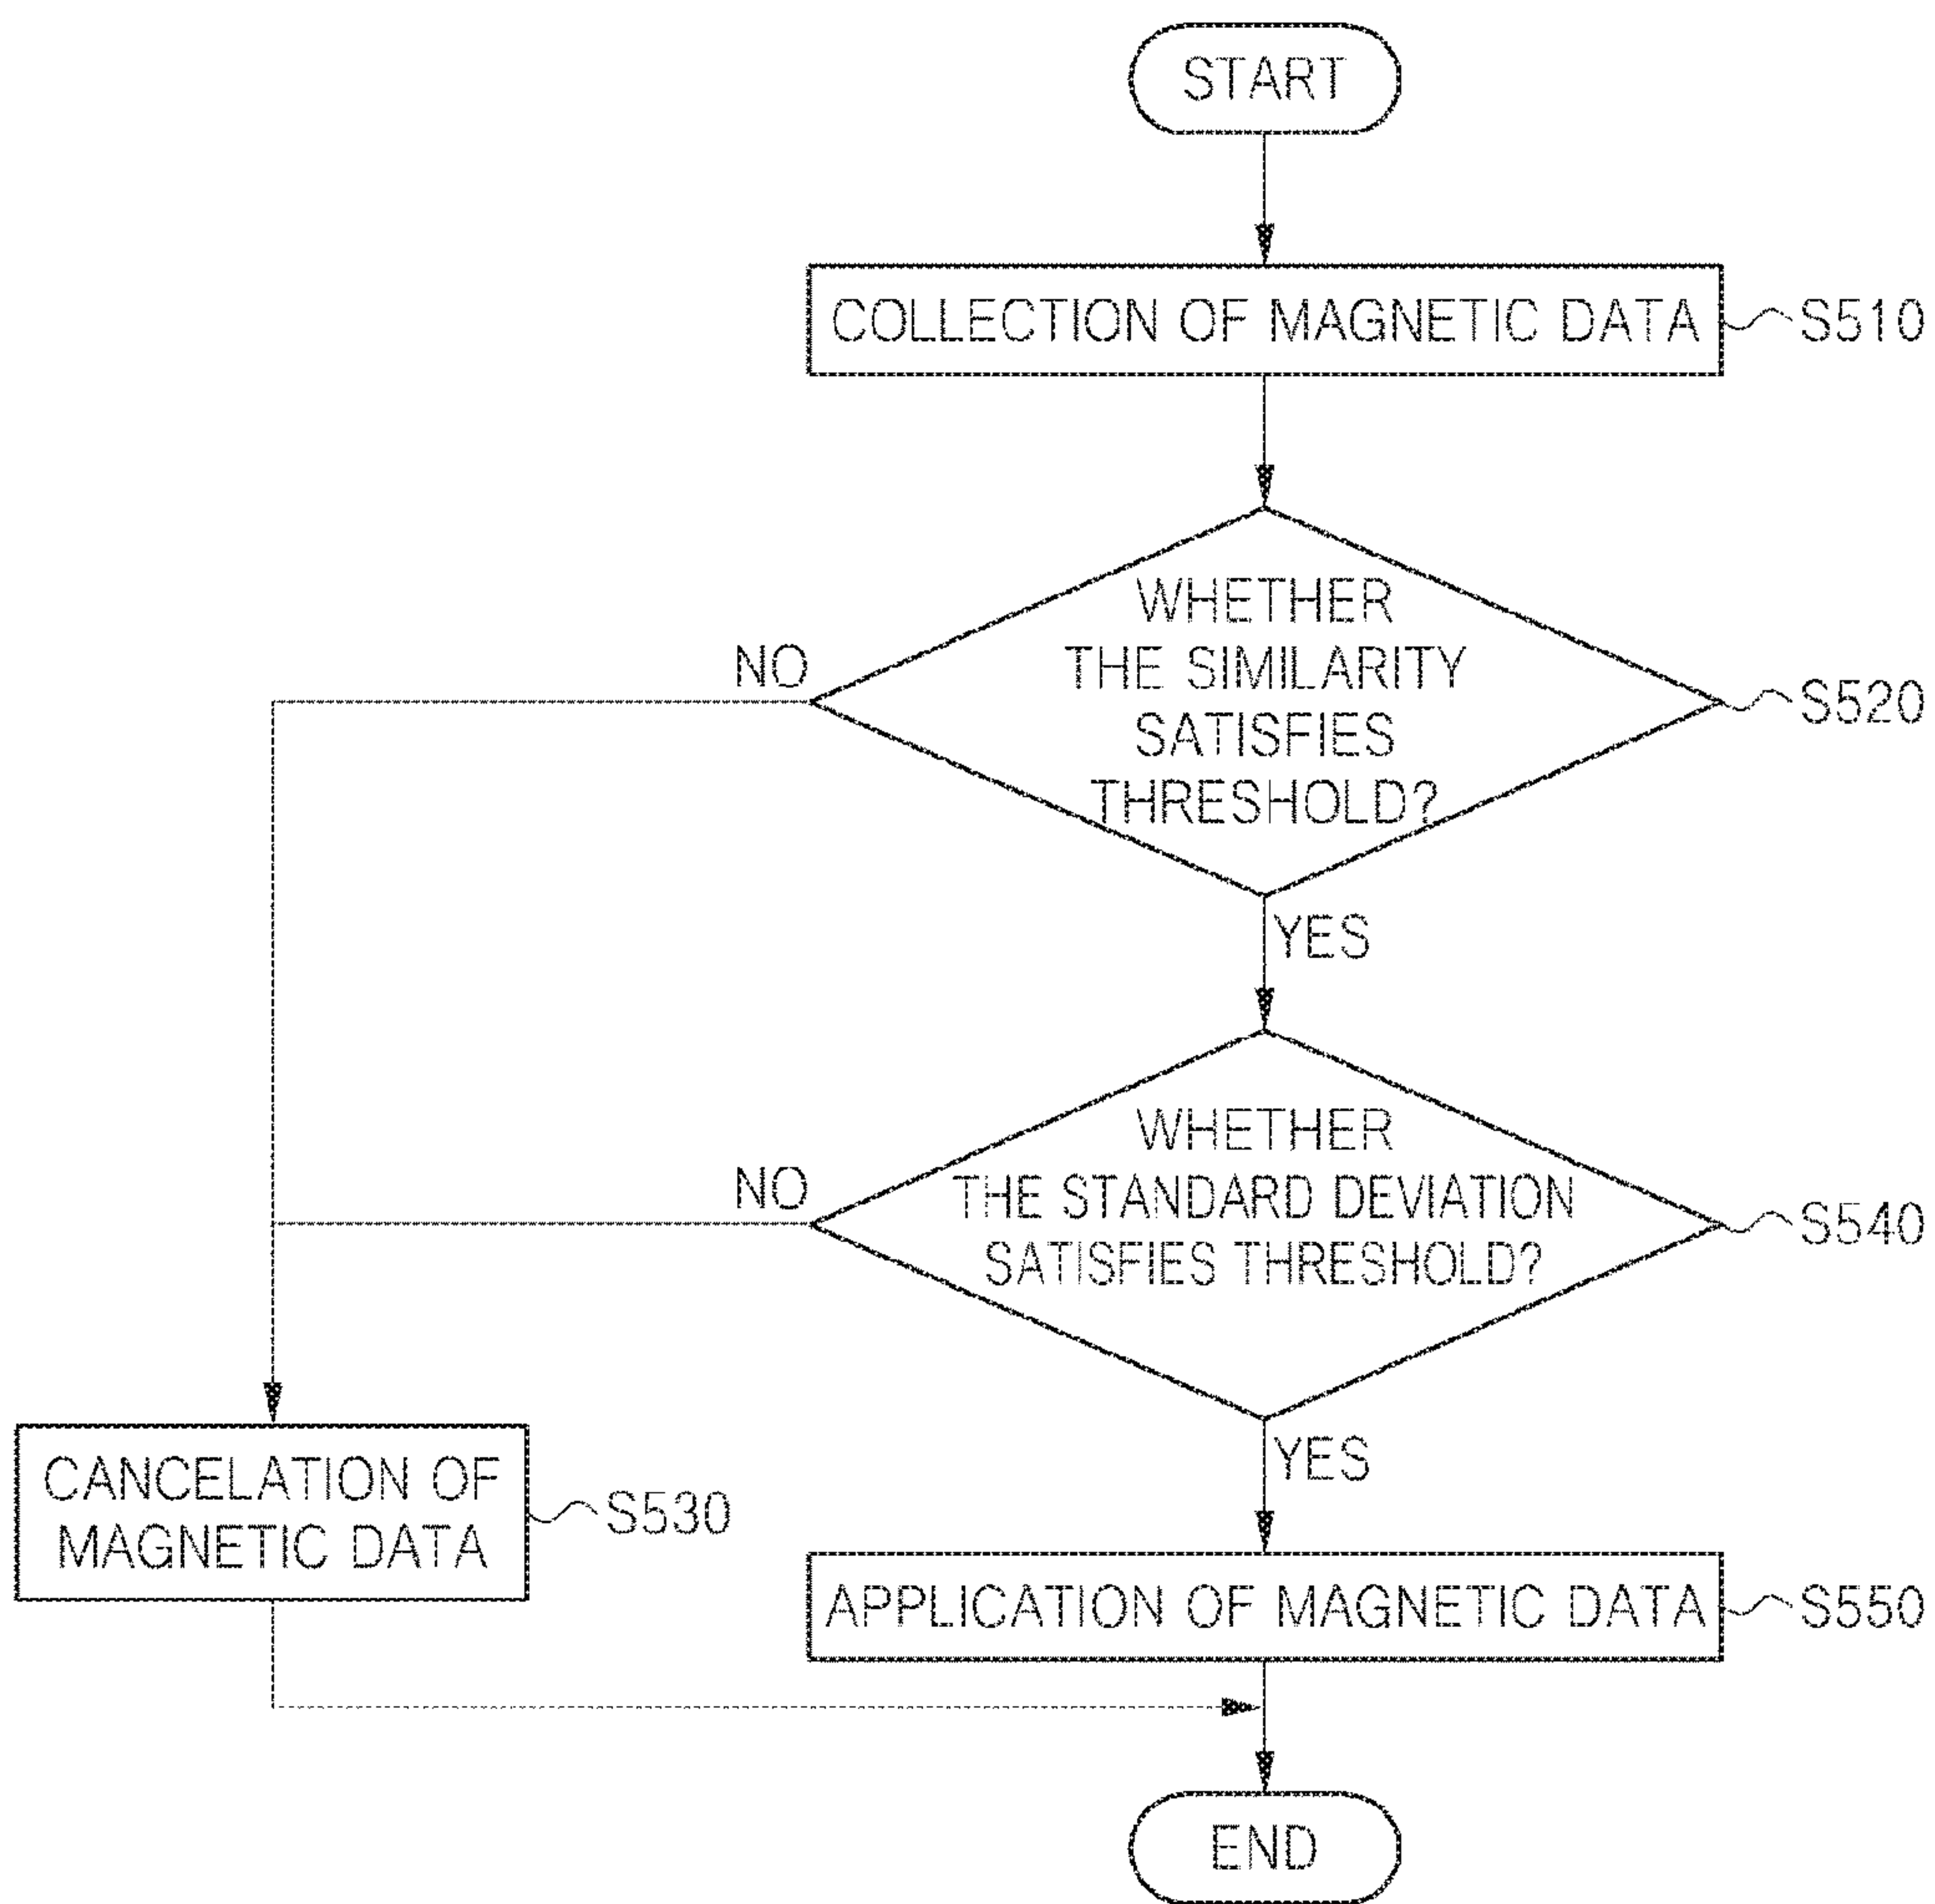 START
COLLECTION OF MAGNETIC DATA
S510
WHETHER
THE SIMILARITY
SATISFIES
THRESHOLD?
S520
NO
YES
WHETHER
THE STANDARD DEVIATION
SATISFIES THRESHOLD?
S540
NO
YES
CANCELATION OF
MAGNETIC DATA
S530
APPLICATION OF MAGNETIC DATA
S550
END